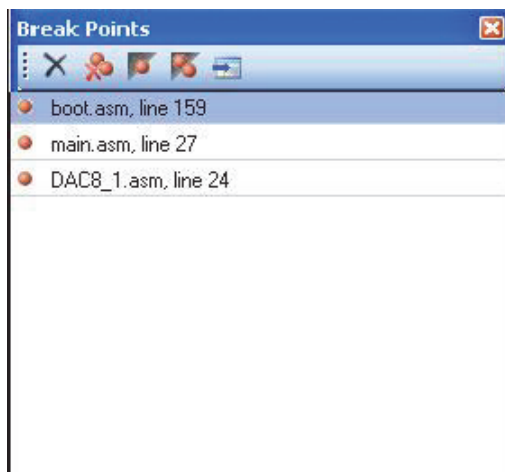 Break Points
boot.asm, line 159
main.asm, line 27
DAC8_1.asm, line 24